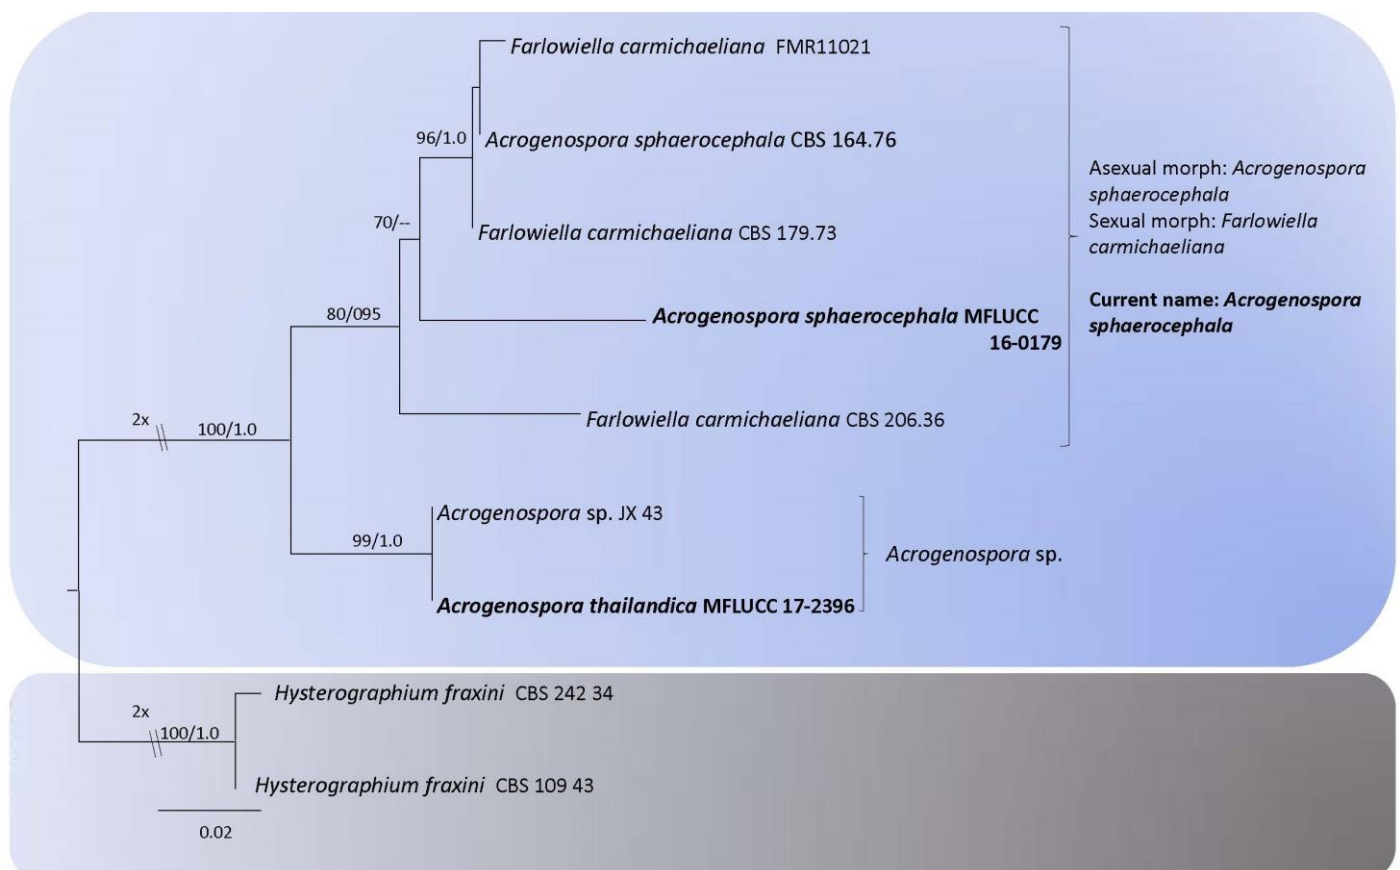 Farlowiella carmichaeliana FMR11021
96/1.0
Acrogenospora sphaerocephala CBS 164.76
Asexual morph: Acrogenospora
sphaerocephala
Sexual morph: Farlowiella
carmichaeliana
70/--
Farlowiella carmichaeliana CBS 179.73
Current name: Acrogenospora
sphaerocephala
80/095
Acrogenospora sphaerocephala MFLUCC
16-0179
2x
100/1.0
Farlowiella carmichaeliana CBS 206.36
Acrogenospora sp. JX 43
99/1.0
Acrogenospora sp.
Acrogenospora thailandica MFLUCC 17-2396
Hysterographium fraxini CBS 242 34
2x
100/1.0
Hysterographium fraxini CBS 109 43
0.02